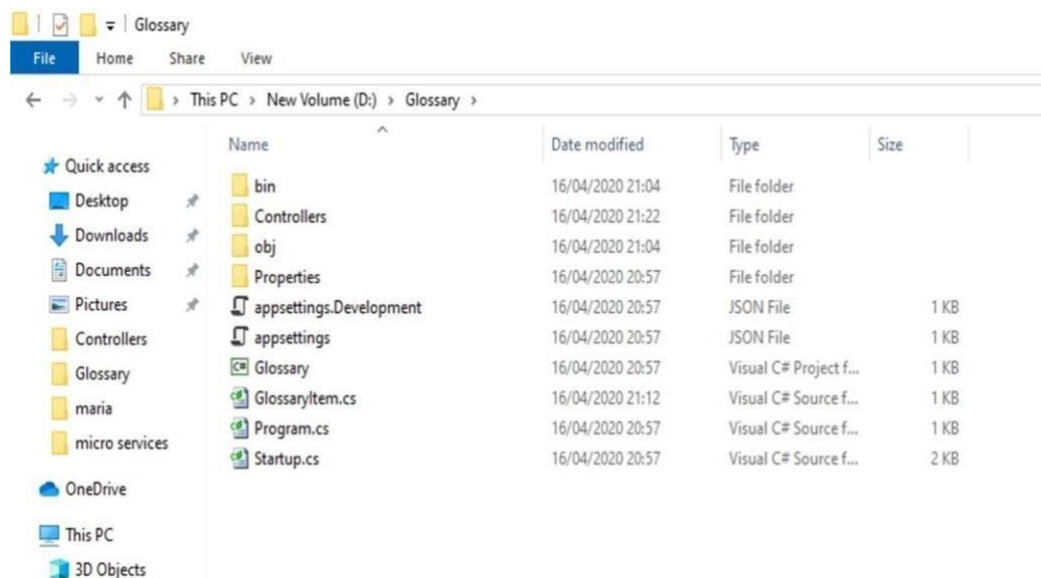 Glossary
File Home Share View
This PC > New Volume (D:) > Glossary >
Name Date modified Type Size
Quick access
Desktop
Downloads
Documents
Pictures
Controllers
Glossary
maria
micro services
OneDrive
This PC
3D Objects
bin 16/04/2020 21:04 File folder
Controllers 16/04/2020 21:22 File folder
obj 16/04/2020 21:04 File folder
Properties 16/04/2020 20:57 File folder
appsettings.Development 16/04/2020 20:57 JSON File 1 KB
appsettings 16/04/2020 20:57 JSON File 1 KB
C# Glossary 16/04/2020 20:57 Visual C# Project f... 1 KB
GlossaryItem.cs 16/04/2020 21:12 Visual C# Source f... 1 KB
Program.cs 16/04/2020 20:57 Visual C# Source f... 1 KB
Startup.cs 16/04/2020 20:57 Visual C# Source f... 2 KB